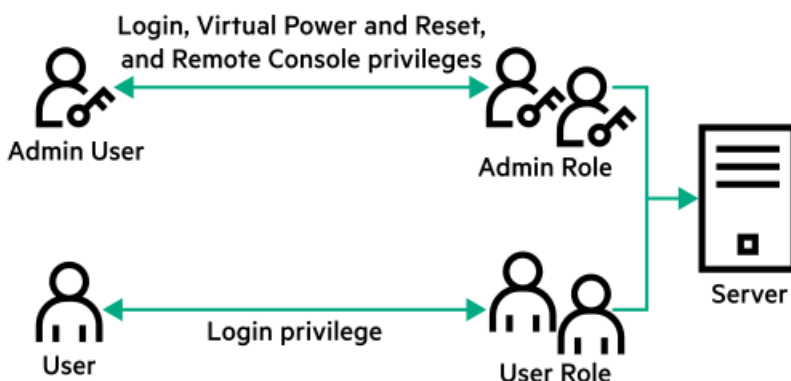 Login, Virtual Power and Reset,
and Remote Console privileges
Admin User
Admin Role
Server
Login privilege
User
User Role